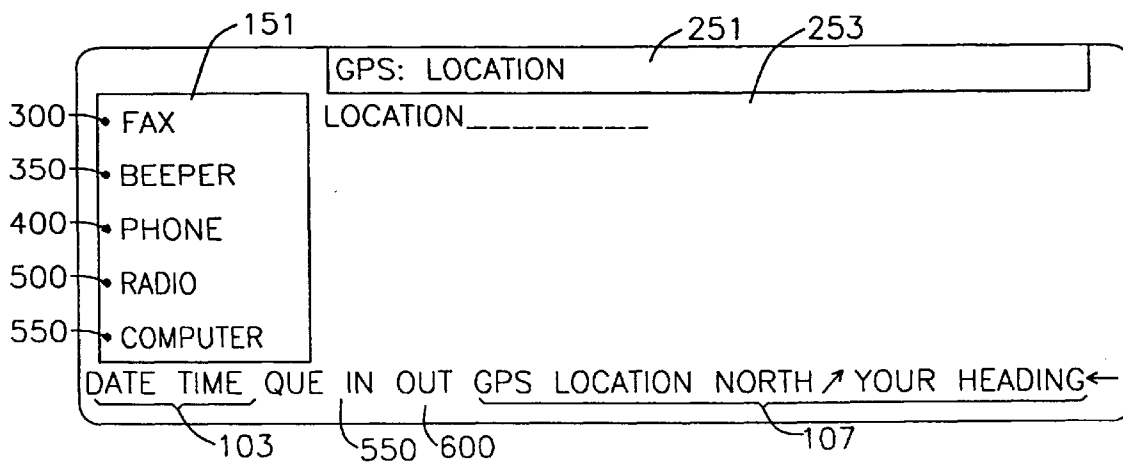 151
251
253
GPS: LOCATION
300 FAX
LOCATION_________
350 BEEPER
400 PHONE
500 RADIO
550 COMPUTER
DATE TIME QUE IN OUT GPS LOCATION NORTH ↗ YOUR HEADING←
103
550
600
107